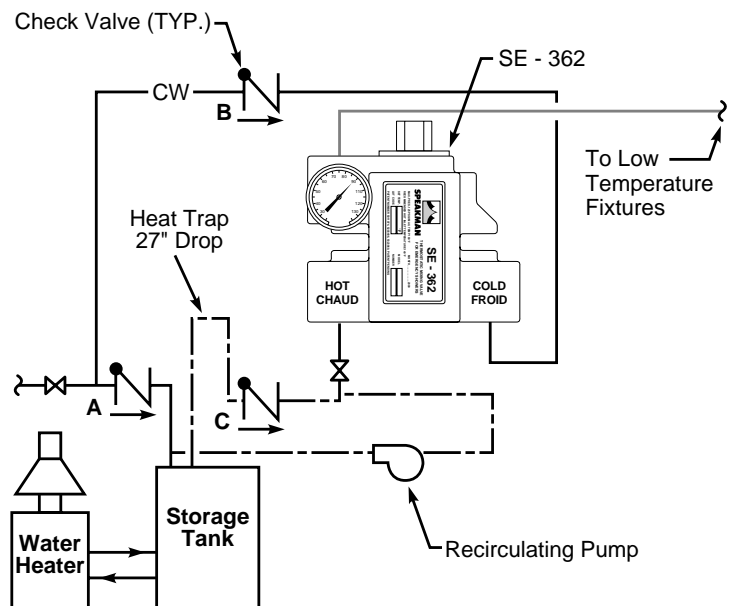 Check Valve (TYP.)
SE - 362
CW
B
To Low
Temperature
Fixtures
Heat Trap
27" Drop
SPEAKMAN
SE - 362
HOT
CHAUD
COLD
FROID
A
C
Storage
Tank
Water
Heater
Recirculating Pump